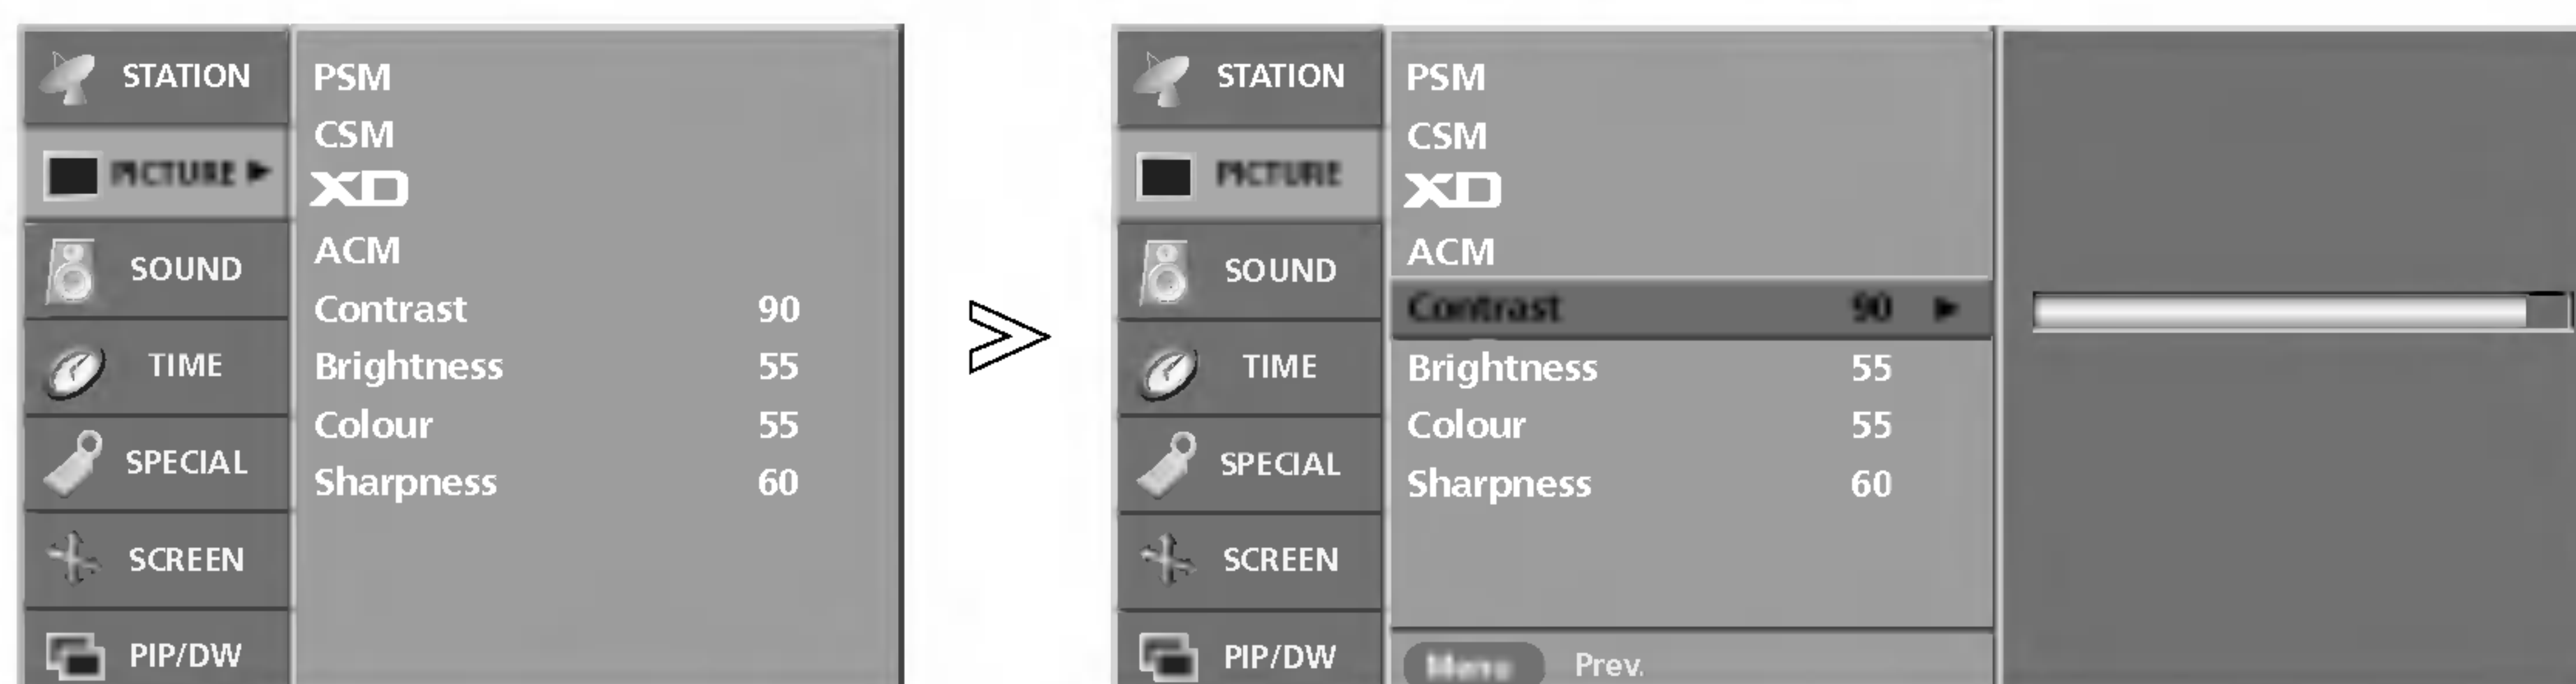 STATION
PICTURE ▶
SOUND
TIME
SPECIAL
SCREEN
PIP/DW
PSM
CSM
XD
ACM
Contrast 90
Brightness 55
Colour 55
Sharpness 60
STATION
PICTURE
SOUND
TIME
SPECIAL
SCREEN
PIP/DW
PSM
CSM
XD
ACM
Contrast 90 ▶
Brightness 55
Colour 55
Sharpness 60
Menu Prev.